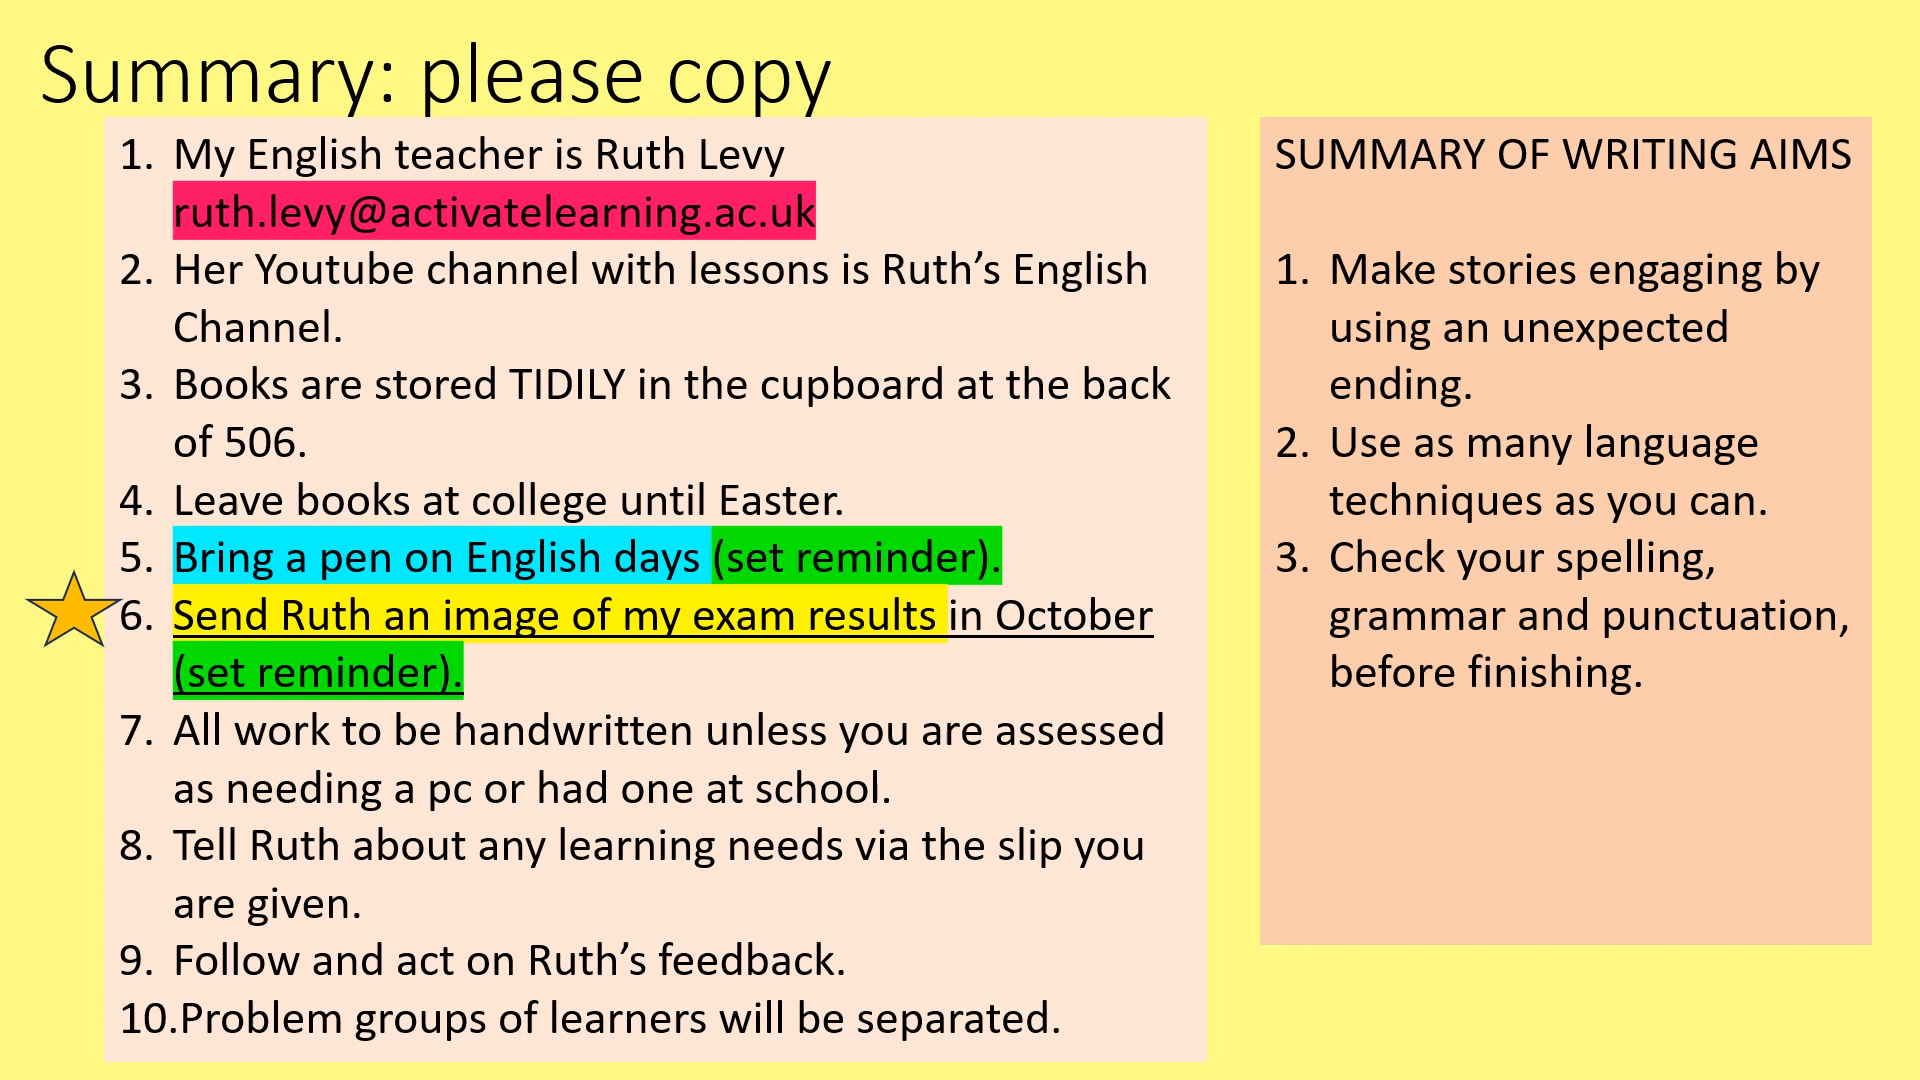 Summary: please copy
1. My English teacher is Ruth Levy
ruth.levy@activatelearning.ac.uk
2. Her Youtube channel with lessons is Ruth’s English
Channel.
3. Books are stored TIDILY in the cupboard at the back
of 506.
4. Leave books at college until Easter.
5. Bring a pen on English days (set reminder).
6. Send Ruth an image of my exam results in October
(set reminder).
7. All work to be handwritten unless you are assessed
as needing a pc or had one at school.
8. Tell Ruth about any learning needs via the slip you
are given.
9. Follow and act on Ruth’s feedback.
10.Problem groups of learners will be separated.
SUMMARY OF WRITING AIMS
1. Make stories engaging by
using an unexpected
ending.
2. Use as many language
techniques as you can.
3. Check your spelling,
grammar and punctuation,
before finishing.